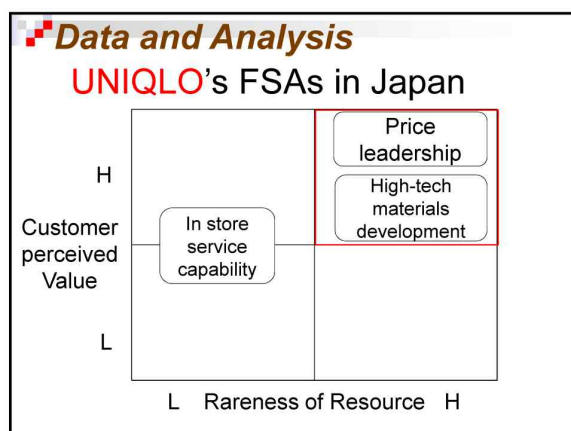 Data and Analysis
UNIQLO's FSAs in Japan
Price
leadership
H
High-tech
materials
development
In store
service
capability
Customer
perceived
Value
L
L Rareness of Resource H